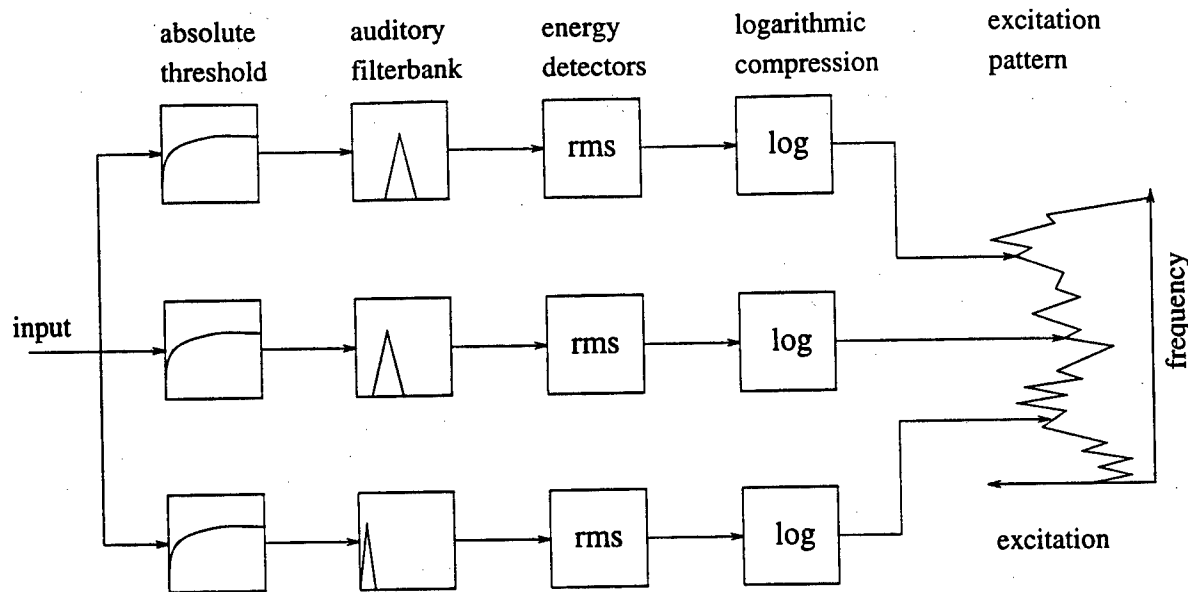 absolute
threshold
auditory
filterbank
energy
detectors
logarithmic
compression
excitation
pattern
rms
log
input
rms
log
frequency
rms
log
excitation